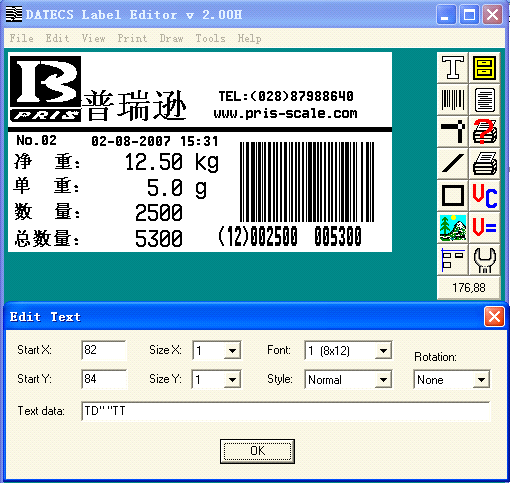 DATECS Label Editor v 2.00H
File Edit View Print Draw Tools Help
B
PRIS
普瑞逊
TEL:(028)87988640
www.pris-scale.com
No.02 02-08-2007 15:31
净 重: 12.50 kg
单 重: 5.0 g
数 量: 2500
总数量: 5300
(12)002500 005300
T
?
VC
V=
176,88
Edit Text
Start X: 82 Size X: 1 Font: 1 (8x12) Rotation:
Start Y: 84 Size Y: 1 Style: Normal None
Text data: TD" "TT
OK